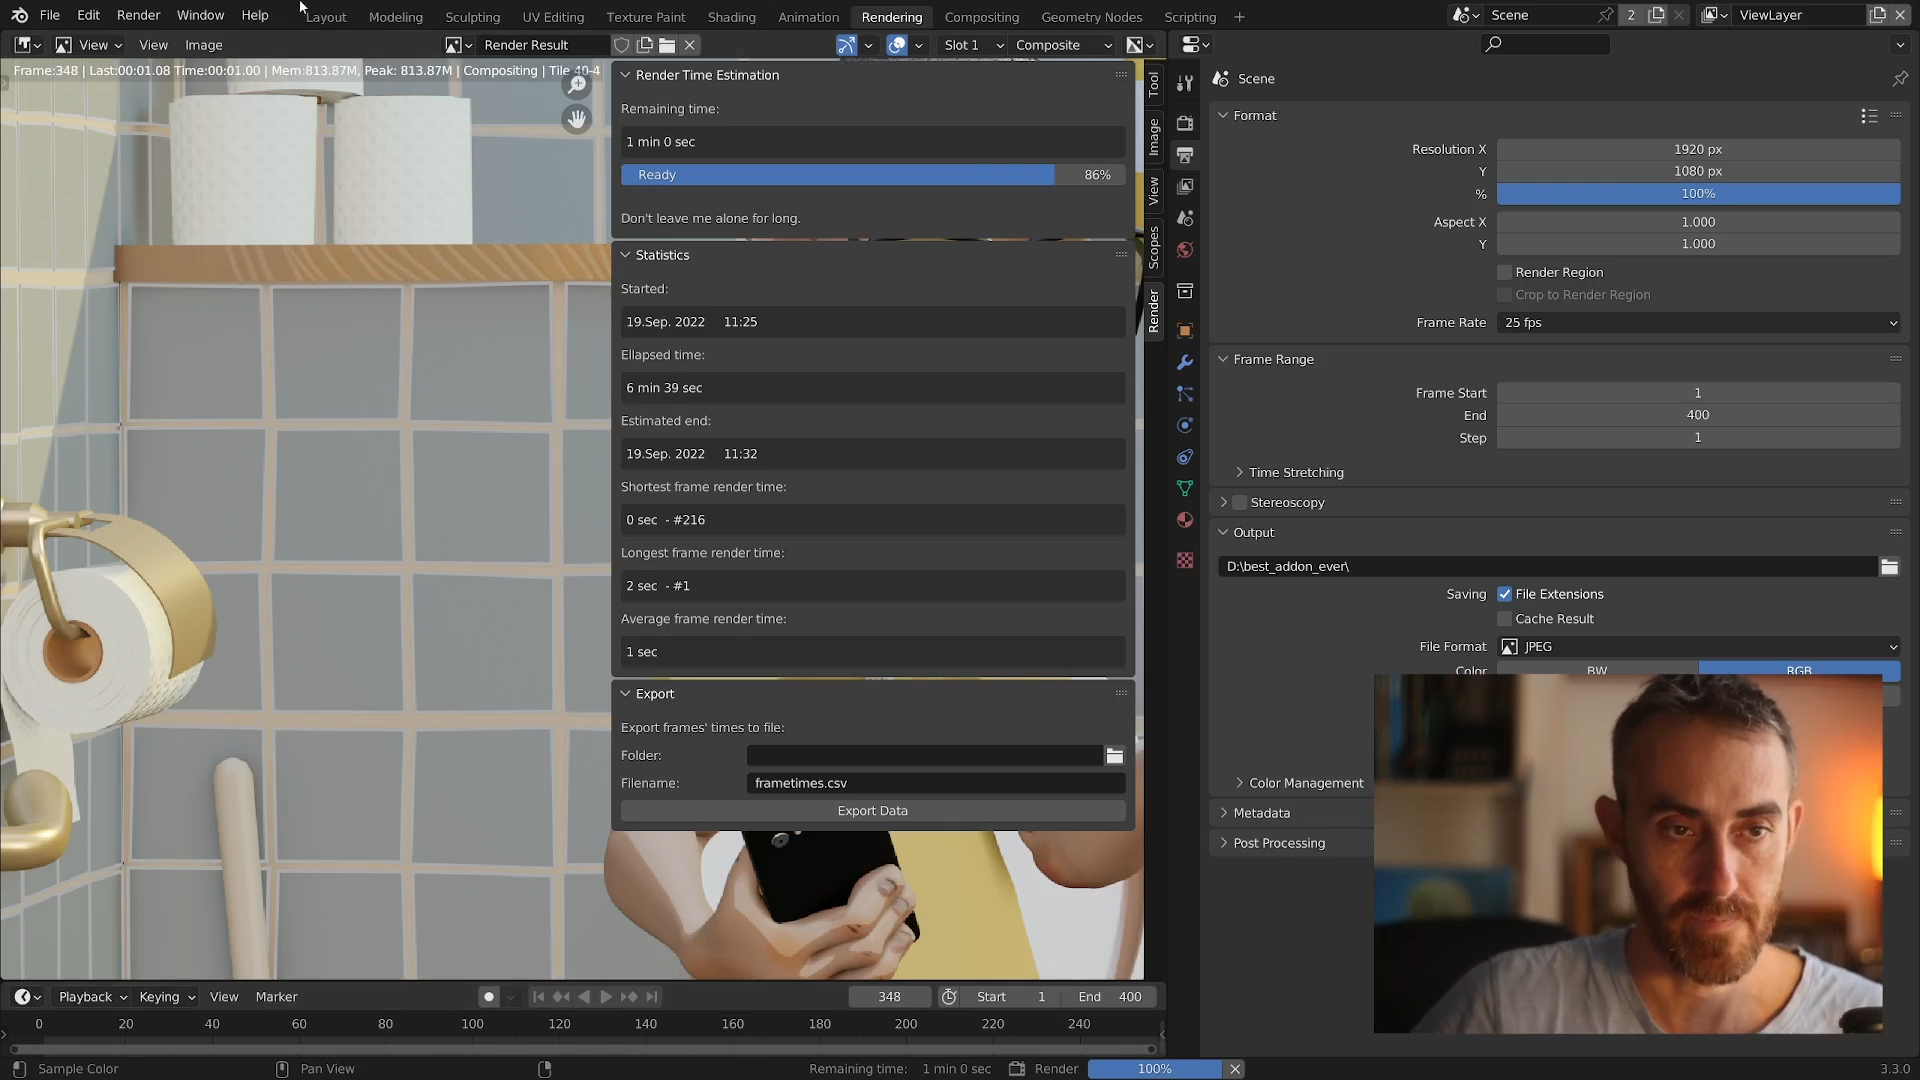 File Edit Render Window Help
Layout Modeling Sculpting UV Editing Texture Paint Shading Animation Rendering Compositing Geometry Nodes Scripting +
Scene 2 ViewLayer
View View Image Render Result Slot 1 Composite
Frame:348 | Last:00:01.08 Time:00:01.00 | Mem:813.87M, Peak: 813.87M | Compositing | Tile 40-4
Render Time Estimation
Remaining time:
1 min 0 sec
Ready 86%
Don't leave me alone for long.
Statistics
Started:
19.Sep. 2022 11:25
Ellapsed time:
6 min 39 sec
Estimated end:
19.Sep. 2022 11:32
Shortest frame render time:
0 sec - #216
Longest frame render time:
2 sec - #1
Average frame render time:
1 sec
Export
Export frames' times to file:
Folder:
Filename: frametimes.csv
Export Data
Tool
Image
View
Scopes
Render
Scene
Format
Resolution X 1920 px
Y 1080 px
% 100%
Aspect X 1.000
Y 1.000
Render Region
Crop to Render Region
Frame Rate 25 fps
Frame Range
Frame Start 1
End 400
Step 1
Time Stretching
Stereoscopy
Output
D:\best_addon_ever\
Saving File Extensions
Cache Result
File Format JPEG
Color BW RGB
Color Management
Metadata
Post Processing
Playback Keying View Marker 348 Start 1 End 400
0 20 40 60 80 100 120 140 160 180 200 220 240
Sample Color Pan View Remaining time: 1 min 0 sec Render 100% 3.3.0